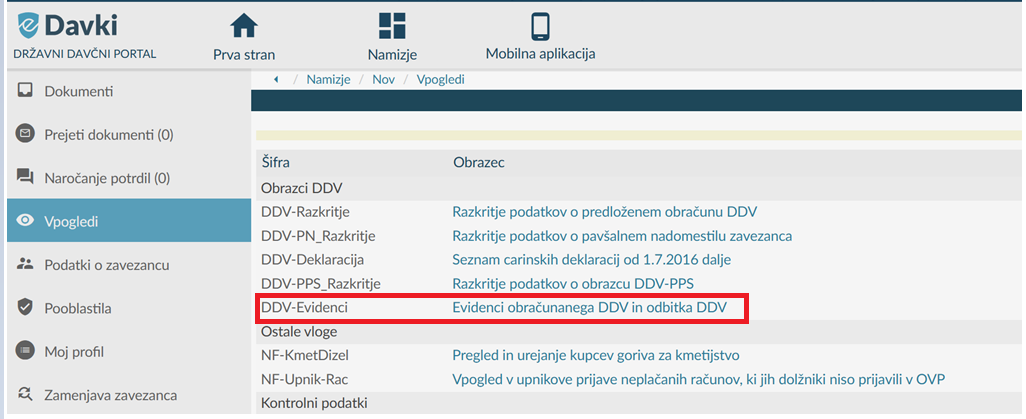 eDavki
DRŽAVNI DAVČNI PORTAL
Prva stran
Namizje
Mobilna aplikacija
Dokumenti
Prejeti dokumenti (0)
Naročanje potrdil (0)
Vpogledi
Podatki o zavezancu
Pooblastila
Moj profil
Zamenjava zavezanca
/ Namizje / Nov / Vpogledi
Šifra Obrazec
Obrazci DDV
DDV-Razkritje Razkritje podatkov o predloženem obračunu DDV
DDV-PN_Razkritje Razkritje podatkov o pavšalnem nadomestilu zavezanca
DDV-Deklaracija Seznam carinskih deklaracij od 1.7.2016 dalje
DDV-PPS_Razkritje Razkritje podatkov o obrazcu DDV-PPS
DDV-Evidenci Evidenci obračunanega DDV in odbitka DDV
Ostale vloge
NF-KmetDizel Pregled in urejanje kupcev goriva za kmetijstvo
NF-Upnik-Rac Vpogled v upnikove prijave neplačanih računov, ki jih dolžniki niso prijavili v OVP
Kontrolni podatki